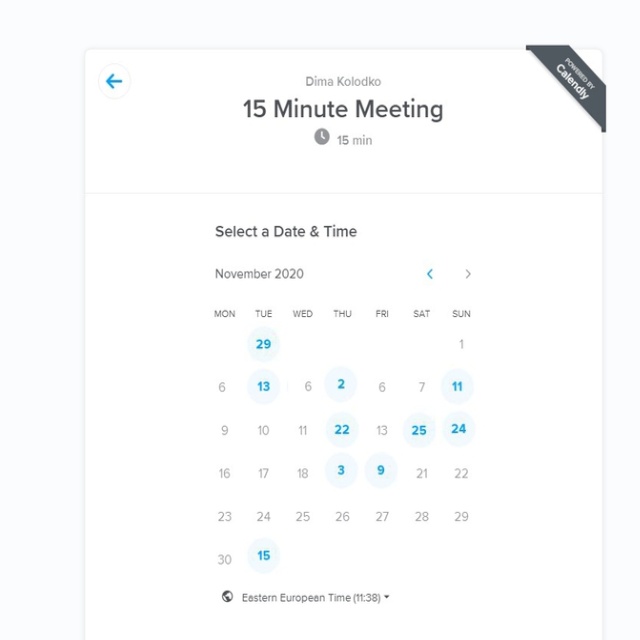 POWERED BY
Calendly
Dima Kolodko
15 Minute Meeting
15 min
Select a Date & Time
November 2020
MON TUE WED THU FRI SAT SUN
29 1
6 13 6 2 6 7 11
9 10 11 22 13 25 24
16 17 18 3 9 21 22
23 24 25 26 27 28 29
30 15
Eastern European Time (11:38)